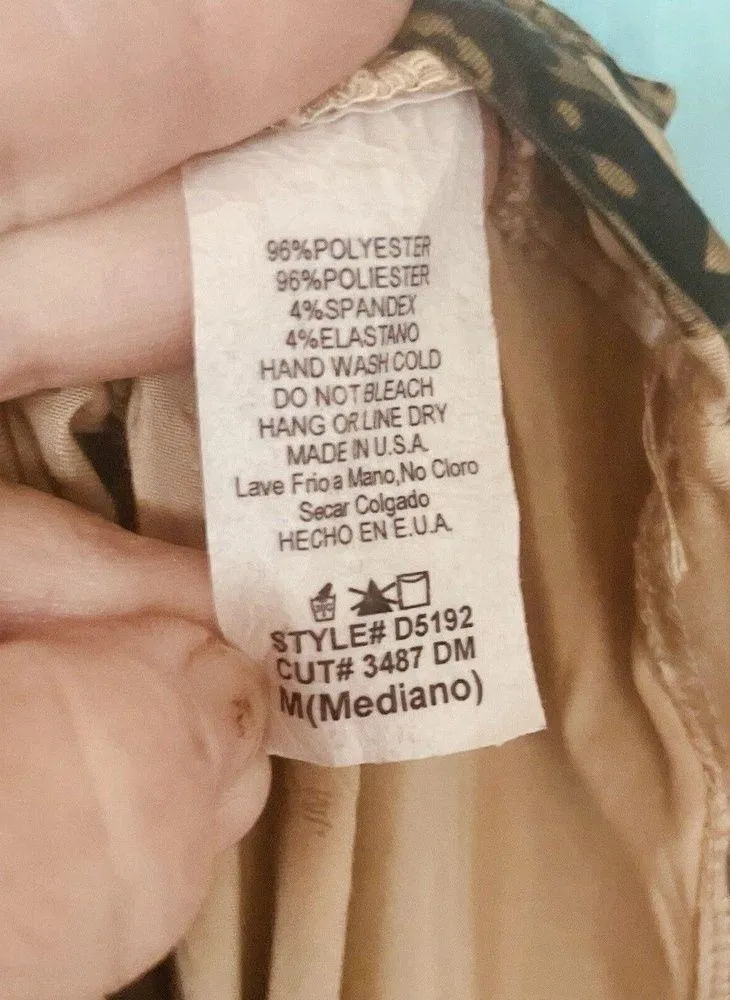 96%POLYESTER
96%POLIESTER
4%SPANDEX
4%ELASTANO
HAND WASH COLD
DO NOT BLEACH
HANG OR LINE DRY
MADE IN U.S.A.
Lave Frio a Mano,No Cloro
Secar Colgado
HECHO EN E.U.A.
STYLE# D5192
CUT# 3487 DM
M(Mediano)